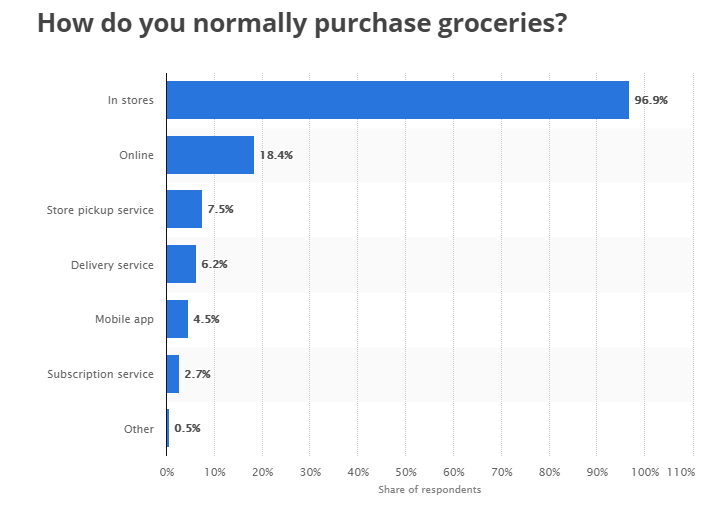 How do you normally purchase groceries?
In stores 96.9%
Online 18.4%
Store pickup service 7.5%
Delivery service 6.2%
Mobile app 4.5%
Subscription service 2.7%
Other 0.5%
0% 10% 20% 30% 40% 50% 60% 70% 80% 90% 100% 110%
Share of respondents